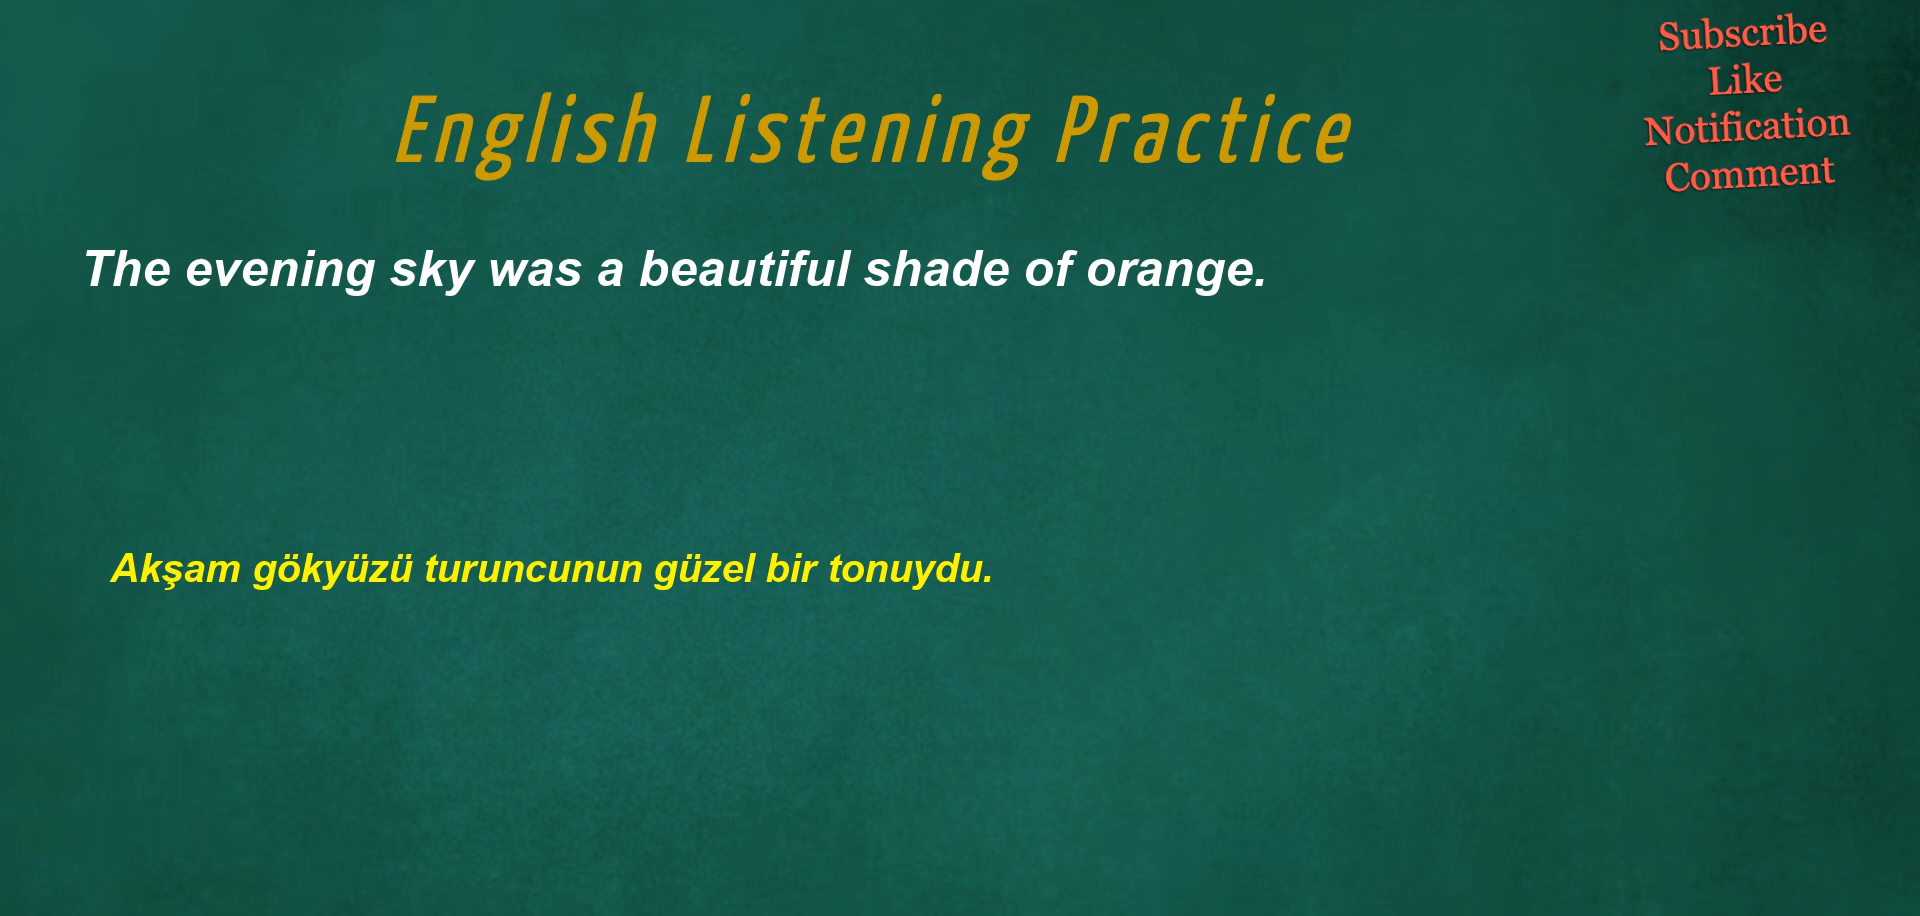 Subscribe
Like
Notification
Comment
English Listening Practice
The evening sky was a beautiful shade of orange.
Akşam gökyüzü turuncunun güzel bir tonuydu.